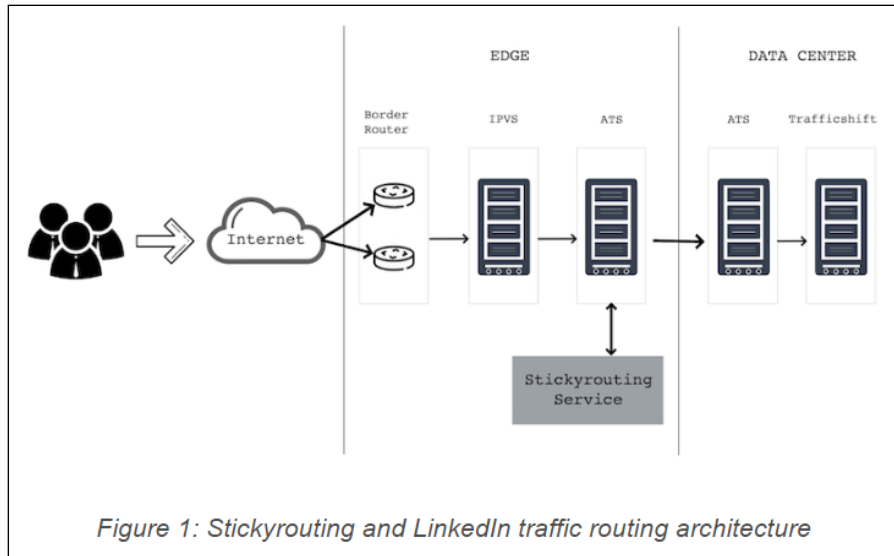 EDGE
DATA CENTER
Border
Router
IPVS
ATS
ATS
Trafficshift
Internet
Stickyrouting
Service
Figure 1: Stickyrouting and LinkedIn traffic routing architecture